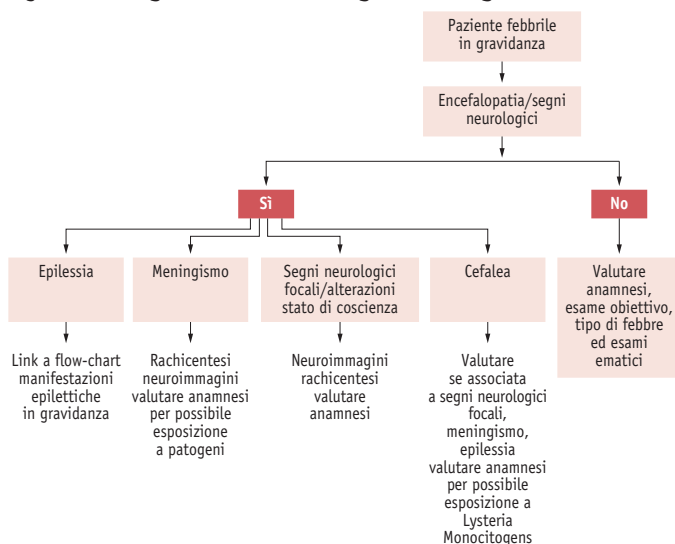 Paziente febbrile
in gravidanza
Encefalopatia/segni
neurologici
Sì
No
Epilessia
Meningismo
Segni neurologici
focali/alterazioni
stato di coscienza
Cefalea
Valutare
anamnesi,
esame obiettivo,
tipo di febbre
ed esami
ematici
Link a flow-chart
manifestazioni
epilettiche
in gravidanza
Rachicentesi
neuroimmagini
valutare anamnesi
per possibile
esposizione
a patogeni
Neuroimmagini
rachicentesi
valutare
anamnesi
Valutare
se associata
a segni neurologici
focali,
meningismo,
epilessia
valutare anamnesi
per possibile
esposizione a
Lysteria
Monocitogens